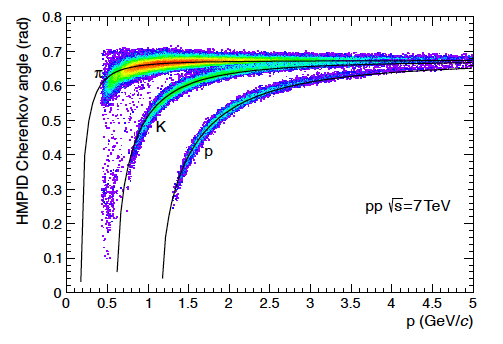 HMPID Cherenkov angle (rad)
0.8
0.7
0.6
0.5
0.4
0.3
0.2
0.1
0
π
K
p
pp √s=7TeV
0 0.5 1 1.5 2 2.5 3 3.5 4 4.5 5
p (GeV/c)